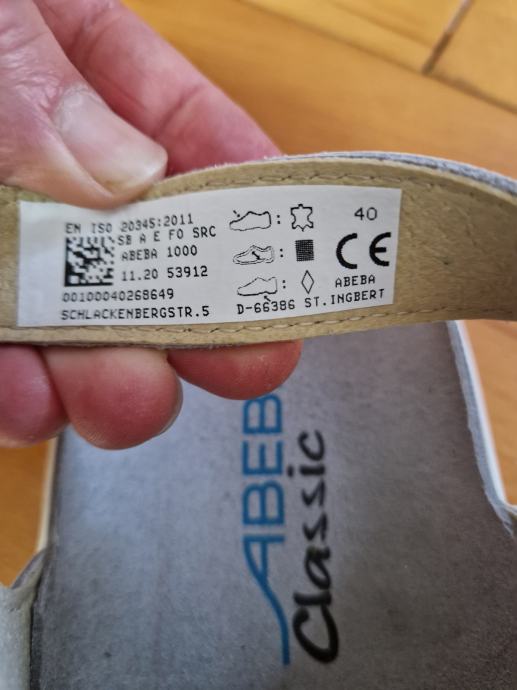 EN ISO 20345:2011
SB A E FO SRC
ABEBA 1000
11.20 53912
00100040268649
SCHLACKENBERGSTR.5
40
CE
ABEBA
D-66386 ST.INGBERT
ABEB
Classic